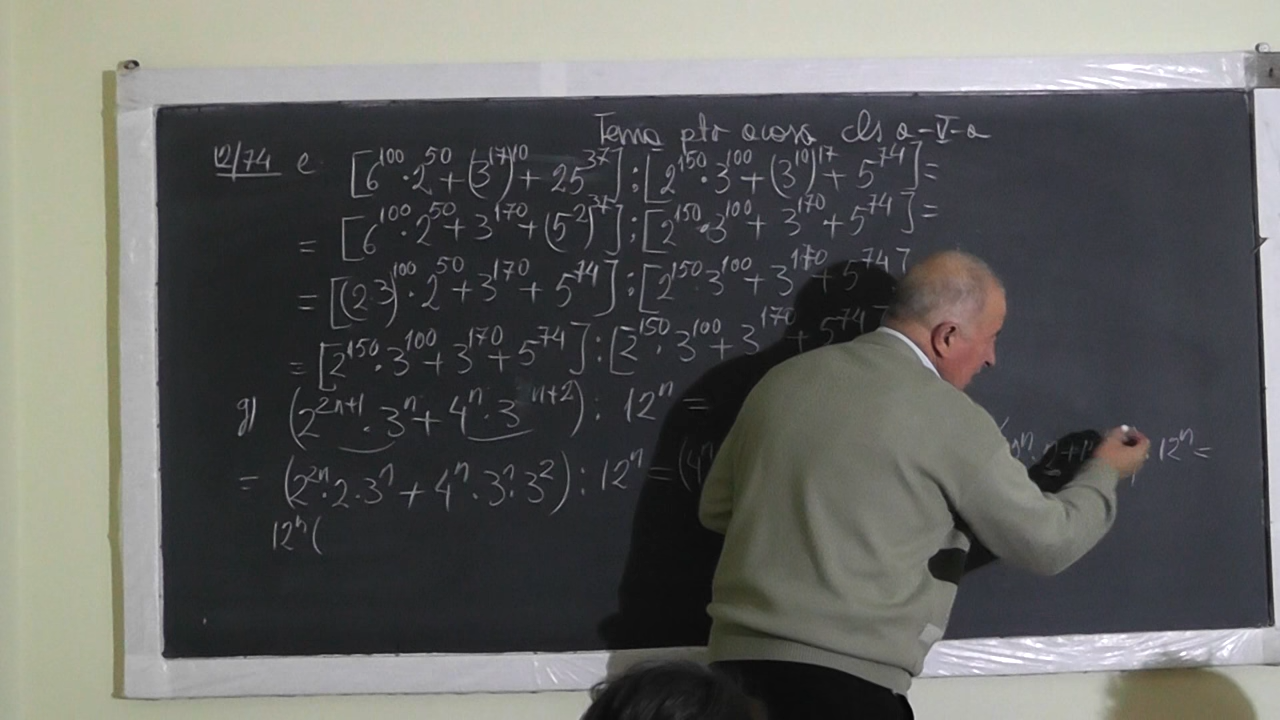 Tema ptr acasa cls a-V-a
12/74 e [6^100 · 2^50 + (3^17)^10 + 25^37] : [2^150 · 3^100 + (3^10)^17 + 5^74] =
= [6^100 · 2^50 + 3^170 + (5^2)^37] : [2^150 · 3^100 + 3^170 + 5^74] =
= [(2·3)^100 · 2^50 + 3^170 + 5^74] : [2^150 · 3^100 + 3^170 + 5^74]
= [2^150 · 3^100 + 3^170 + 5^74] : [2^150 · 3^100 + 3^170 + 5^74]
g) (2^2n+1 · 3^n + 4^n · 3^n+2) : 12^n =
= (2^2n · 2 · 3^n + 4^n · 3^n · 3^2) : 12^n = (4^n 12^n =
12^n (